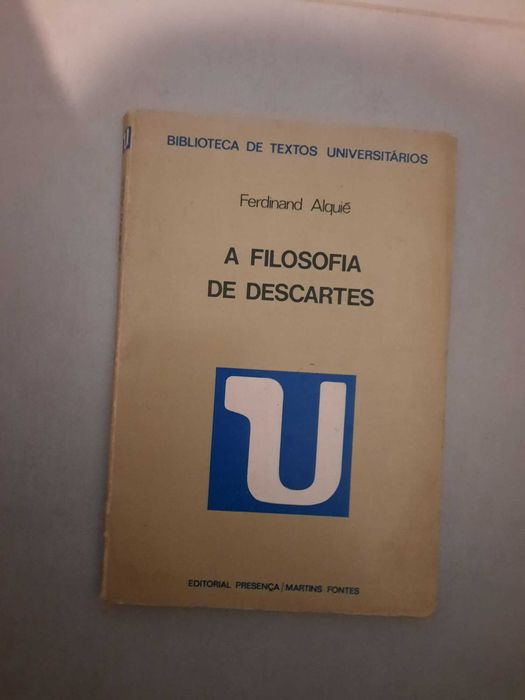 BIBLIOTECA DE TEXTOS UNIVERSITÁRIOS
Ferdinand Alquié
A FILOSOFIA
DE DESCARTES
U
EDITORIAL PRESENÇA/MARTINS FONTES